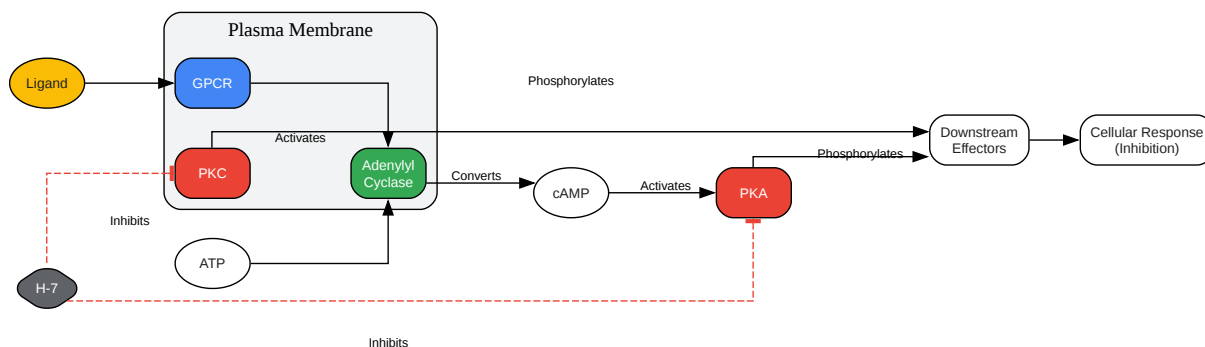 Plasma Membrane
Ligand
GPCR
Phosphorylates
Activates
PKC
Adenylyl
Cyclase
Converts
cAMP
Activates
PKA
Phosphorylates
Downstream
Effectors
Cellular Response
(Inhibition)
Inhibits
ATP
H-7
Inhibits